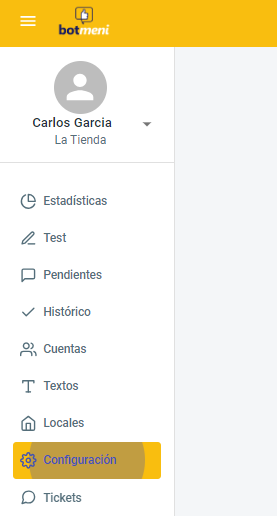 botmeni
Carlos Garcia
La Tienda
Estadísticas
Test
Pendientes
Histórico
Cuentas
Textos
Locales
Configuración
Tickets